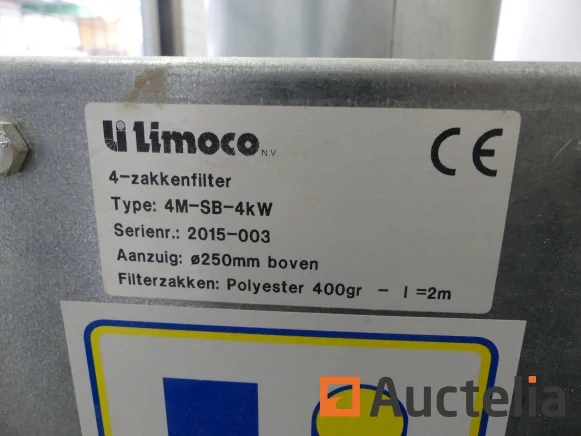 Limoco N.V.
CE
4-zakkenfilter
Type: 4M-SB-4kW
Serienr.: 2015-003
Aanzuig: ø250mm boven
Filterzakken: Polyester 400gr - l =2m
Auctelia